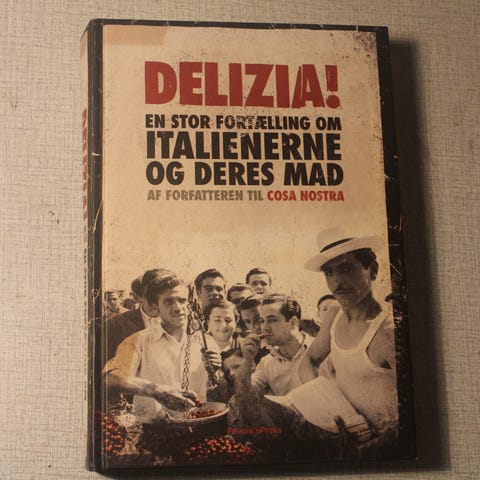 DELIZIA!
EN STOR FORTÆLLING OM
ITALIENERNE
OG DERES MAD
AF FORFATTEREN TIL COSA NOSTRA
People'sPress